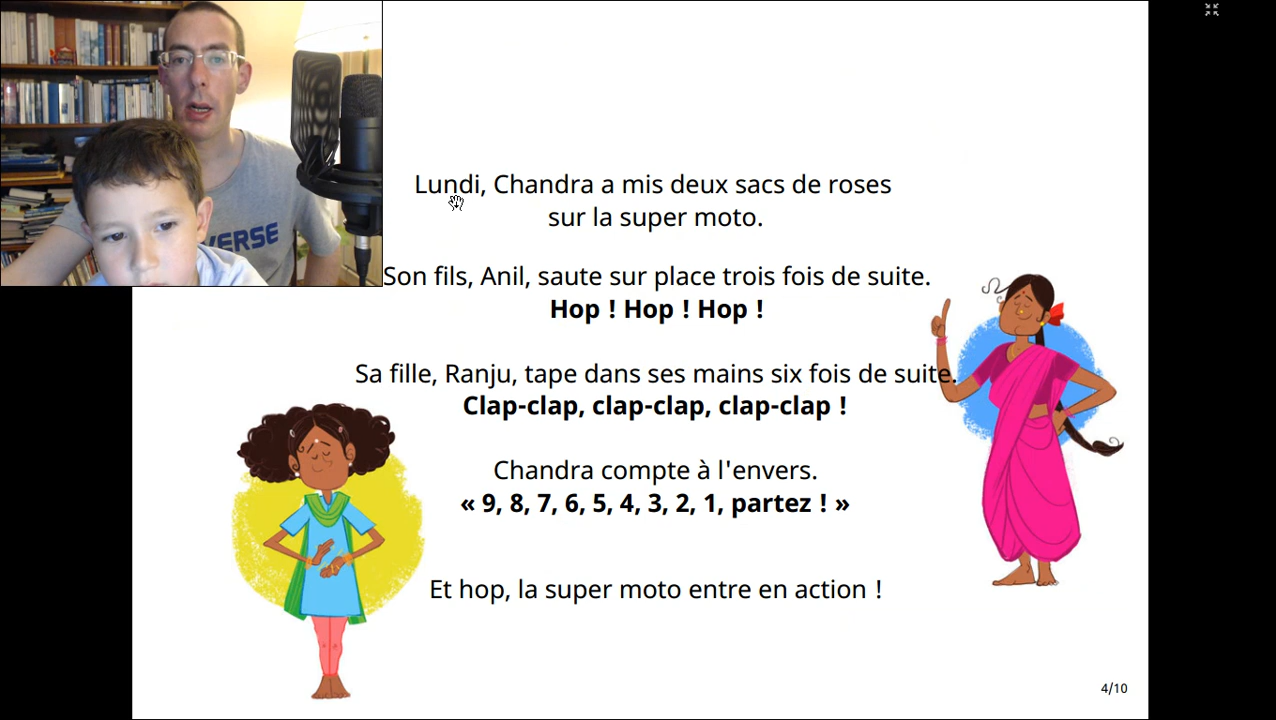 Lundi, Chandra a mis deux sacs de roses
sur la super moto.
Son fils, Anil, saute sur place trois fois de suite.
Hop ! Hop ! Hop !
Sa fille, Ranju, tape dans ses mains six fois de suite.
Clap-clap, clap-clap, clap-clap !
Chandra compte à l'envers.
« 9, 8, 7, 6, 5, 4, 3, 2, 1, partez ! »
Et hop, la super moto entre en action !
4/10